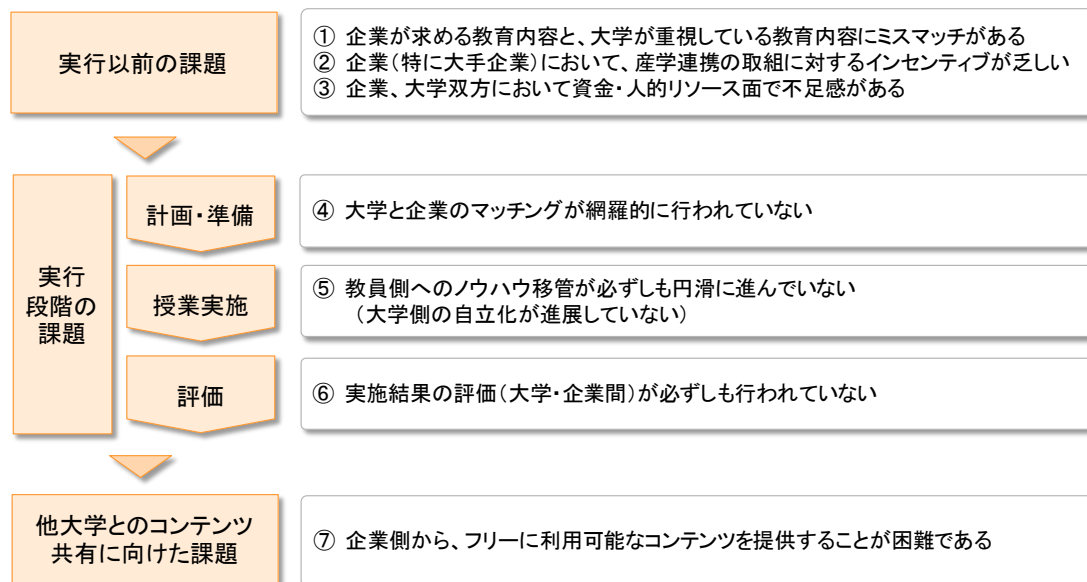 実行以前の課題
① 企業が求める教育内容と、大学が重視している教育内容にミスマッチがある
② 企業（特に大手企業）において、産学連携の取組に対するインセンティブが乏しい
③ 企業、大学双方において資金・人的リソース面で不足感がある
実行
段階の
課題
計画・準備
④ 大学と企業のマッチングが網羅的に行われていない
授業実施
⑤ 教員側へのノウハウ移管が必ずしも円滑に進んでいない
（大学側の自立化が進展していない）
評価
⑥ 実施結果の評価（大学・企業間）が必ずしも行われていない
他大学とのコンテンツ
共有に向けた課題
⑦ 企業側から、フリーに利用可能なコンテンツを提供することが困難である